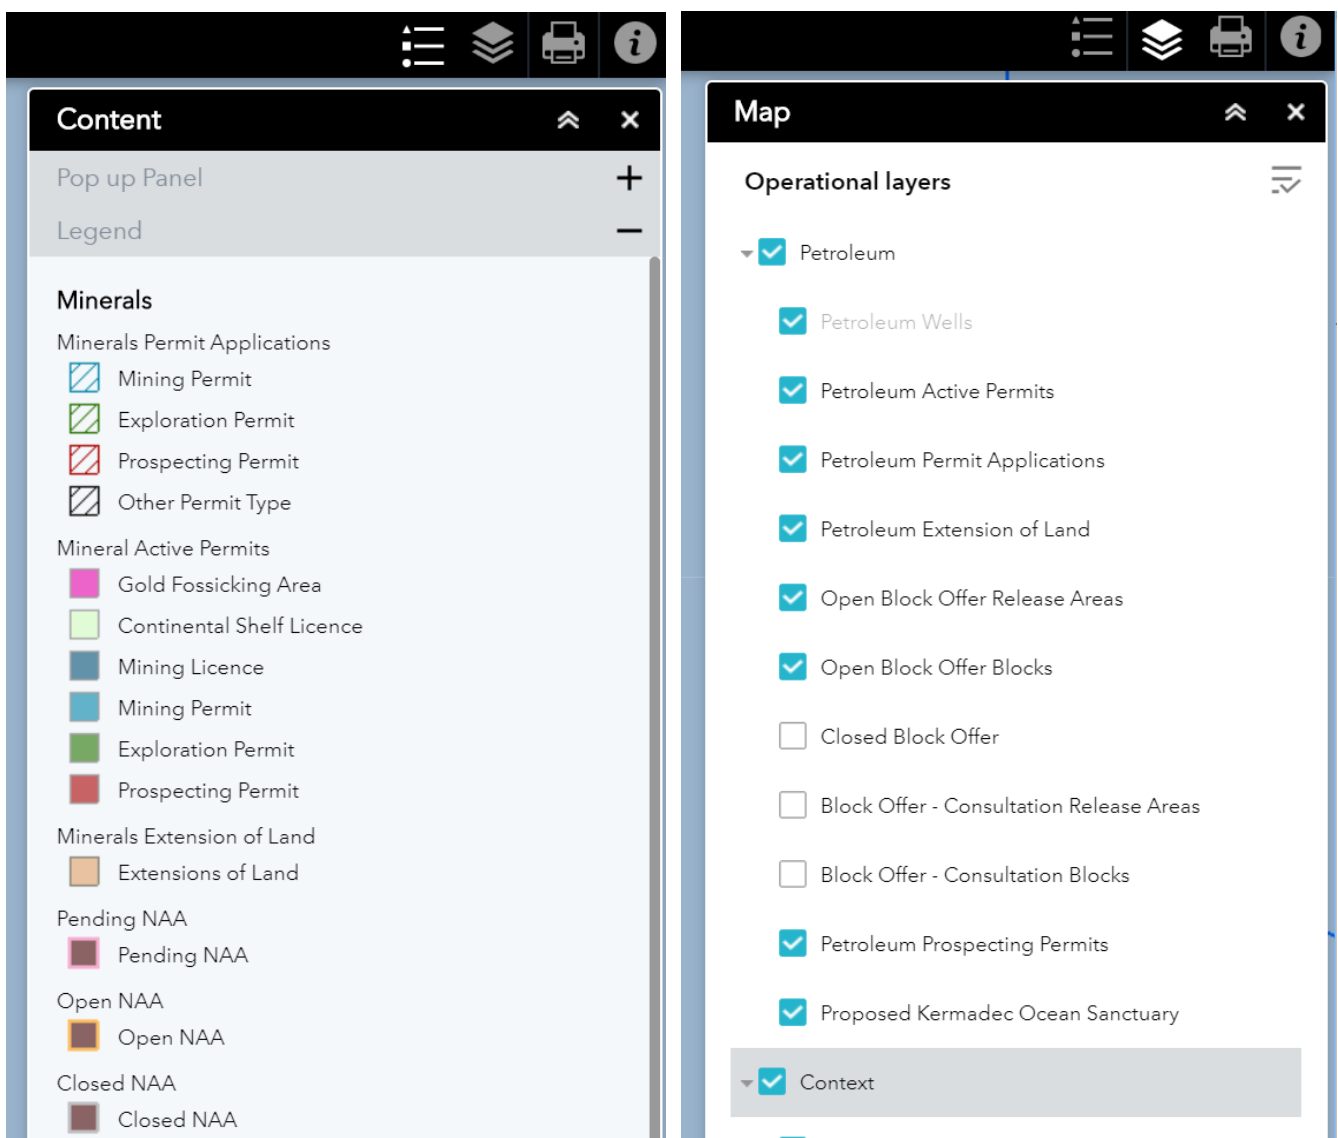 Content
Pop up Panel
Legend
Minerals
Minerals Permit Applications
Mining Permit
Exploration Permit
Prospecting Permit
Other Permit Type
Mineral Active Permits
Gold Fossicking Area
Continental Shelf Licence
Mining Licence
Mining Permit
Exploration Permit
Prospecting Permit
Minerals Extension of Land
Extensions of Land
Pending NAA
Pending NAA
Open NAA
Open NAA
Closed NAA
Closed NAA
Map
Operational layers
Petroleum
Petroleum Wells
Petroleum Active Permits
Petroleum Permit Applications
Petroleum Extension of Land
Open Block Offer Release Areas
Open Block Offer Blocks
Closed Block Offer
Block Offer - Consultation Release Areas
Block Offer - Consultation Blocks
Petroleum Prospecting Permits
Proposed Kermadec Ocean Sanctuary
Context